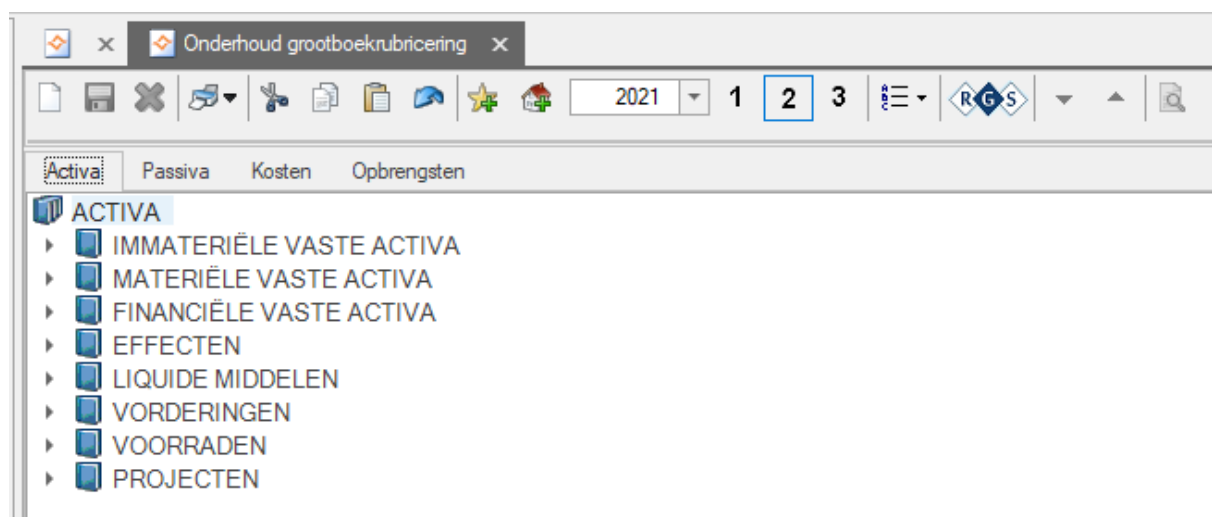 Onderhoud grootboekrubricering
2021 1 2 3 RGS
Activa Passiva Kosten Opbrengsten
ACTIVA
IMMATERIËLE VASTE ACTIVA
MATERIËLE VASTE ACTIVA
FINANCIËLE VASTE ACTIVA
EFFECTEN
LIQUIDE MIDDELEN
VORDERINGEN
VOORRADEN
PROJECTEN